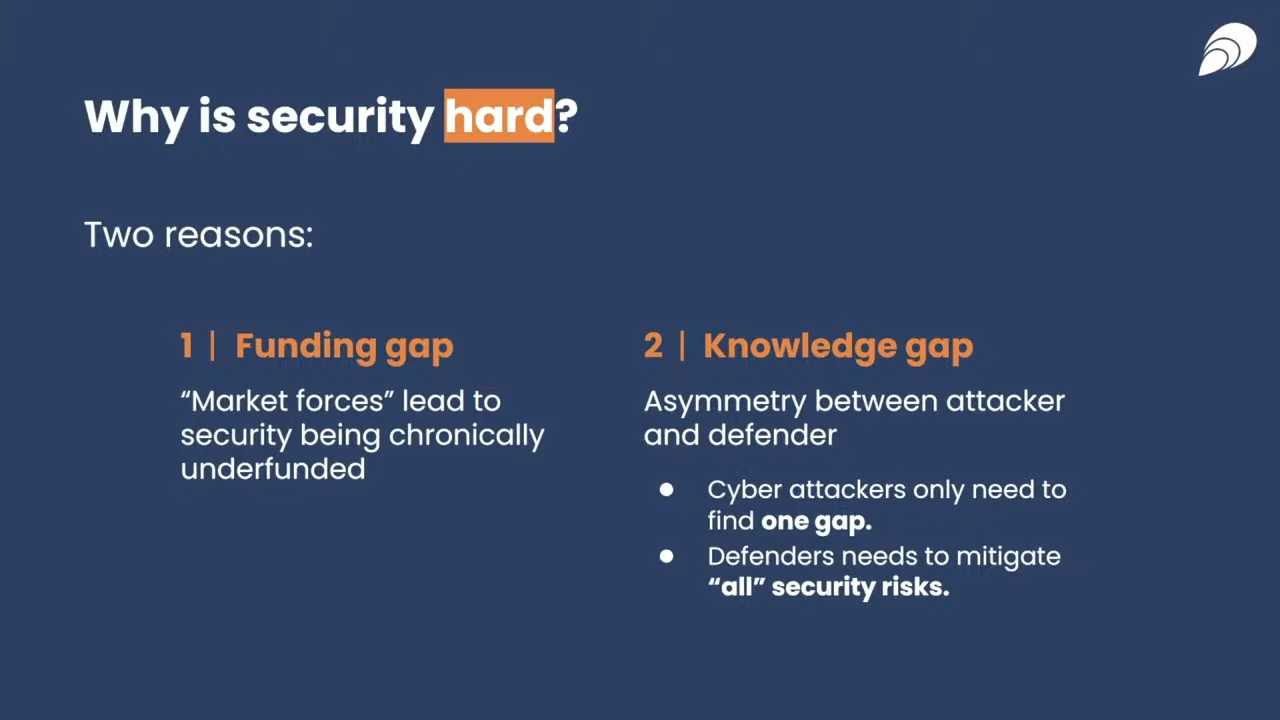 Why is security hard?
Two reasons:
1 | Funding gap
“Market forces” lead to
security being chronically
underfunded
2 | Knowledge gap
Asymmetry between attacker
and defender
● Cyber attackers only need to
find one gap.
● Defenders needs to mitigate
“all” security risks.